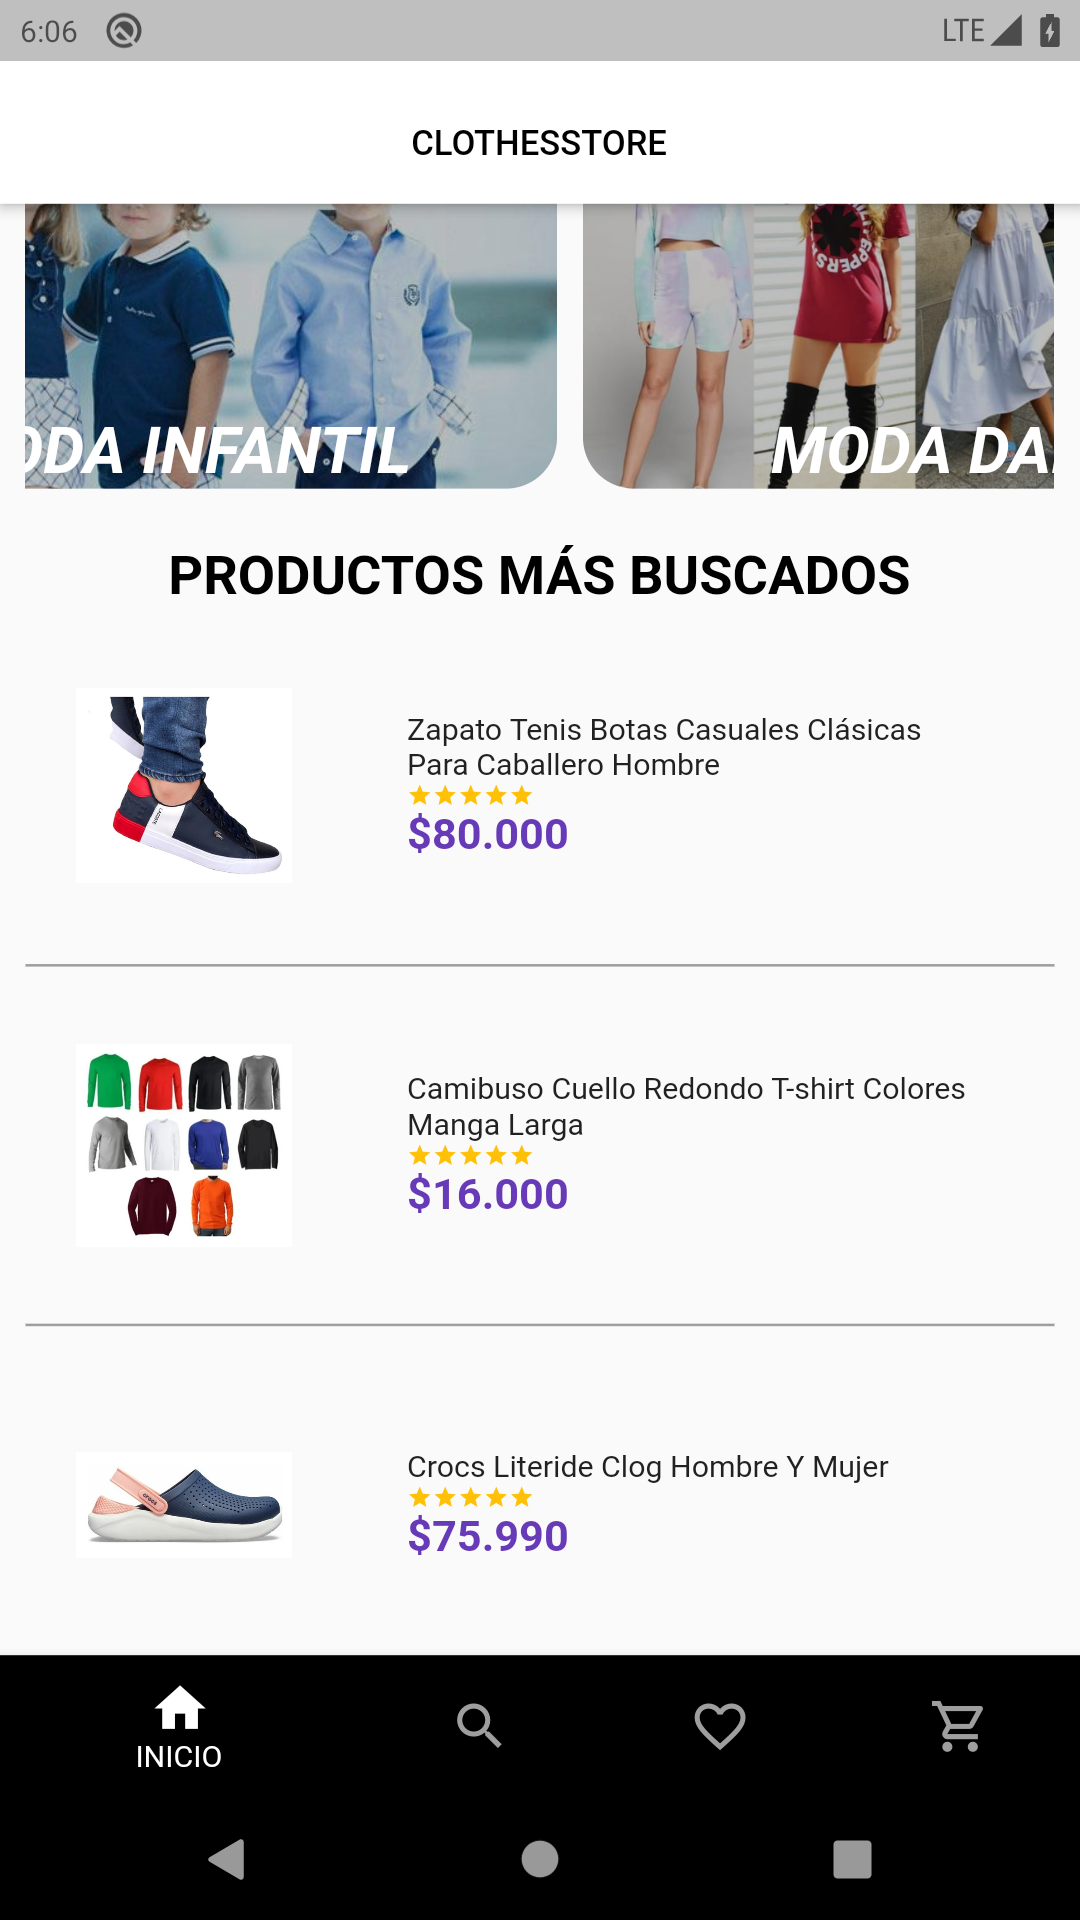 6:06
LTE
CLOTHESSTORE
PEPPERS
ODA INFANTIL
MODA DA
PRODUCTOS MÁS BUSCADOS
Zapato Tenis Botas Casuales Clásicas
Para Caballero Hombre
$80.000
Camibuso Cuello Redondo T-shirt Colores
Manga Larga
$16.000
Crocs Literide Clog Hombre Y Mujer
$75.990
INICIO